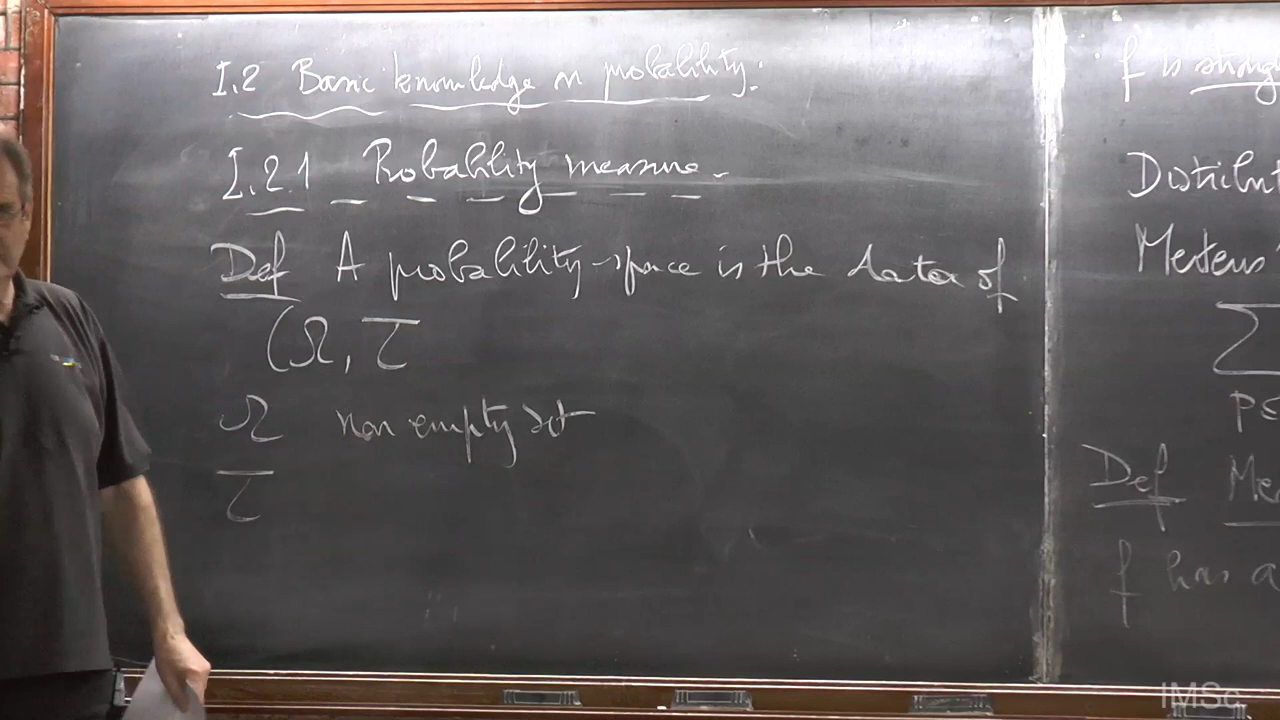 I.2 Basic knowledge on probability:
I.2.1 Probability measure.
Def A probability space is the data of
(Ω, τ
Ω non empty set
τ
f is strong
Distribut
Mertens
∑
p≤
Def Me
f has a
IMSc